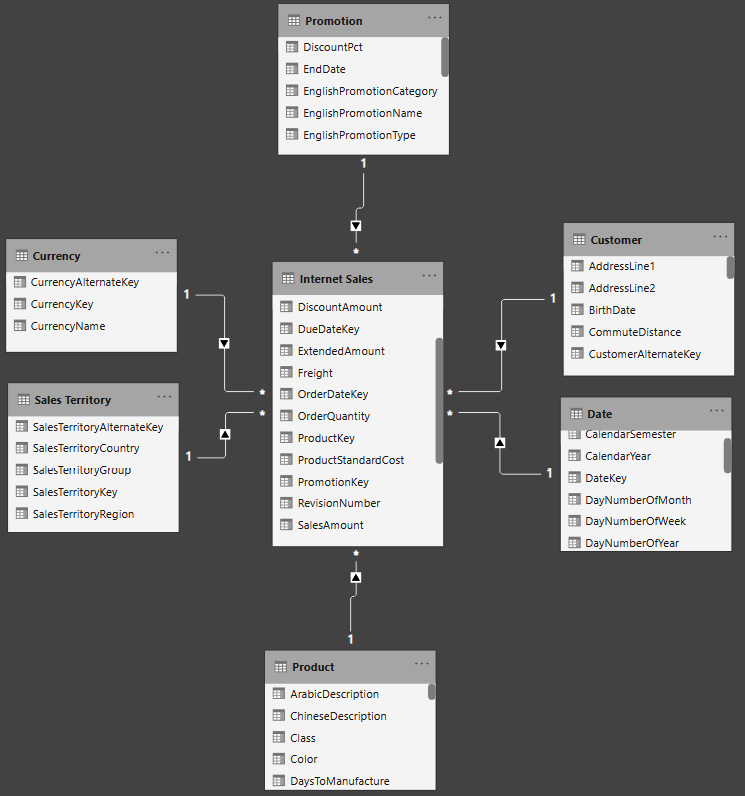 Promotion
DiscountPct
EndDate
EnglishPromotionCategory
EnglishPromotionName
EnglishPromotionType
1
*
Currency
CurrencyAlternateKey
CurrencyKey
CurrencyName
1
*
Sales Territory
SalesTerritoryAlternateKey
SalesTerritoryCountry
SalesTerritoryGroup
SalesTerritoryKey
SalesTerritoryRegion
1
*
Internet Sales
DiscountAmount
DueDateKey
ExtendedAmount
Freight
OrderDateKey
OrderQuantity
ProductKey
ProductStandardCost
PromotionKey
RevisionNumber
SalesAmount
Customer
AddressLine1
AddressLine2
BirthDate
CommuteDistance
CustomerAlternateKey
1
*
Date
CalendarSemester
CalendarYear
DateKey
DayNumberOfMonth
DayNumberOfWeek
DayNumberOfYear
1
*
*
1
Product
ArabicDescription
ChineseDescription
Class
Color
DaysToManufacture